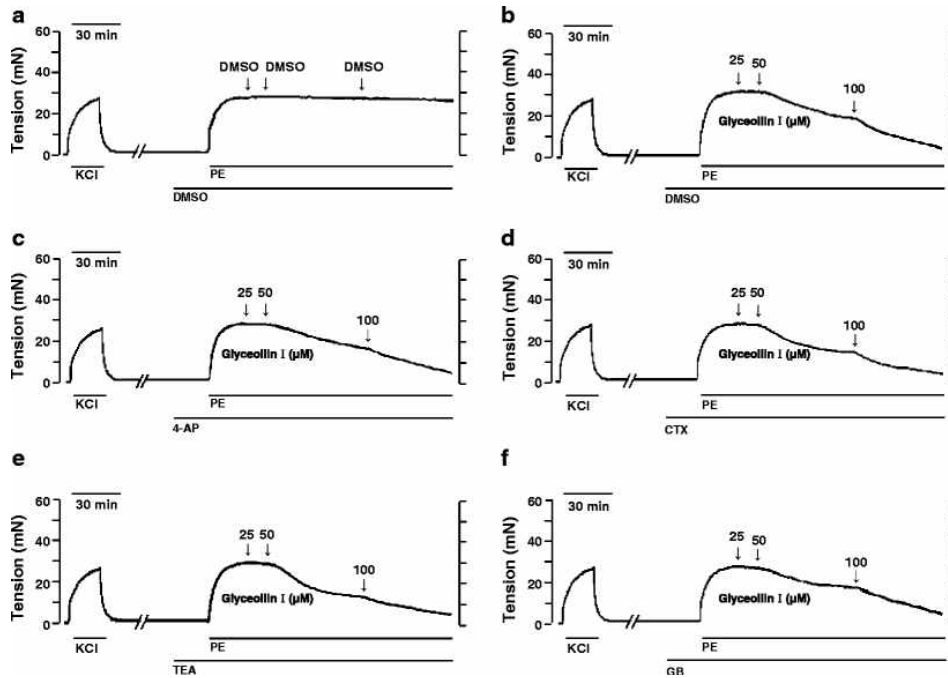 a
60
40
20
0
Tension (mN)
30 min
DMSO DMSO DMSO
KCl
PE
DMSO
b
60
40
20
0
Tension (mN)
30 min
25 50
100
Glyceollin I (µM)
KCl
PE
DMSO
c
60
40
20
0
Tension (mN)
30 min
25 50
100
Glyceollin I (µM)
KCl
PE
4-AP
d
60
40
20
0
Tension (mN)
30 min
25 50
100
Glyceollin I (µM)
KCl
PE
CTX
e
60
40
20
0
Tension (mN)
30 min
25 50
100
Glyceollin I (µM)
KCl
PE
TEA
f
60
40
20
0
Tension (mN)
30 min
25 50
100
Glyceollin I (µM)
KCl
PE
GB